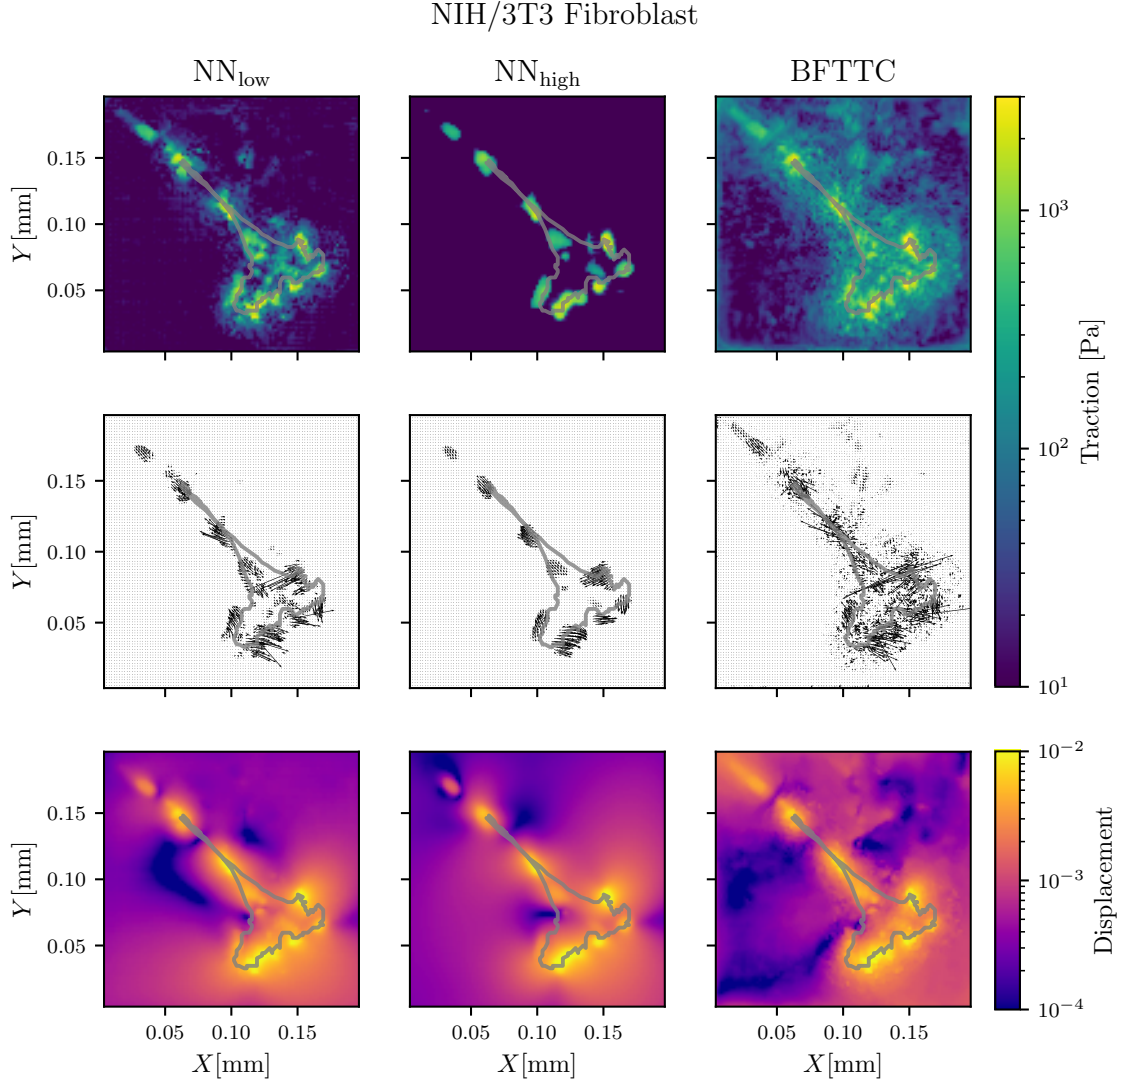 NIH/3T3 Fibroblast
NN_low
NN_high
BFTTC
Y[mm]
0.15
0.10
0.05
10^3
10^2
10^1
Traction [Pa]
Y[mm]
0.15
0.10
0.05
Y[mm]
0.15
0.10
0.05
0.05 0.10 0.15
X[mm]
0.05 0.10 0.15
X[mm]
0.05 0.10 0.15
X[mm]
10^−2
10^−3
10^−4
Displacement